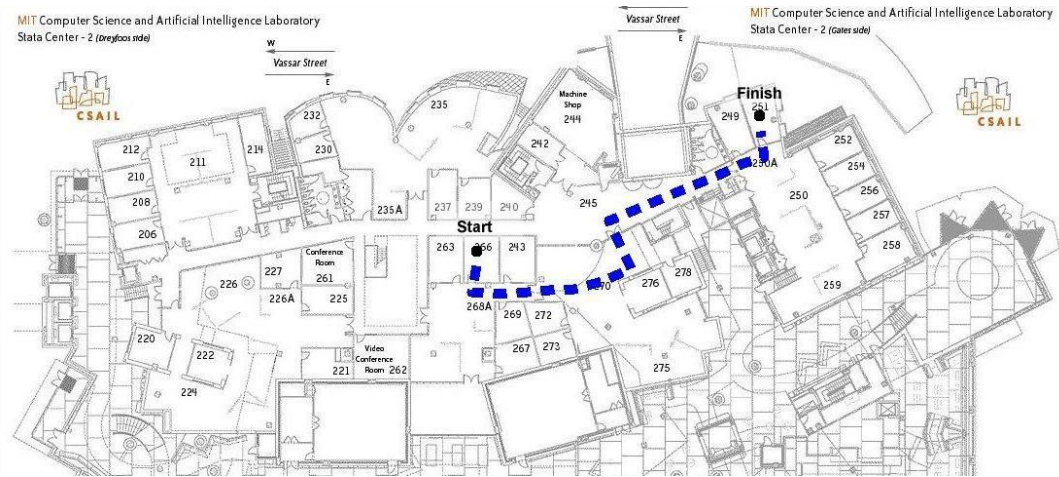 MIT Computer Science and Artificial Intelligence Laboratory
Stata Center - 2 (Dreyfoos side)
W
Vassar Street
E
CSAIL
Vassar Street
E
MIT Computer Science and Artificial Intelligence Laboratory
Stata Center - 2 (Gates side)
CSAIL
Finish
251
249
235
Machine
Shop
244
232
230
242
212
211
214
210
208
206
252
254
256
257
258
250A
250
259
235A
237
239
240
245
Start
263
266
243
Conference
Room
261
227
226
226A
225
268A
269
272
270
276
278
267
273
275
220
222
224
221
Video
Conference
Room
262